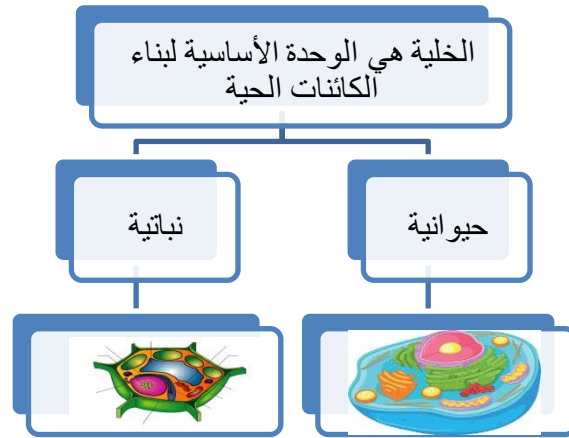 الخلية هي الوحدة الأساسية لبناء
الكائنات الحية
حيوانية
نباتية